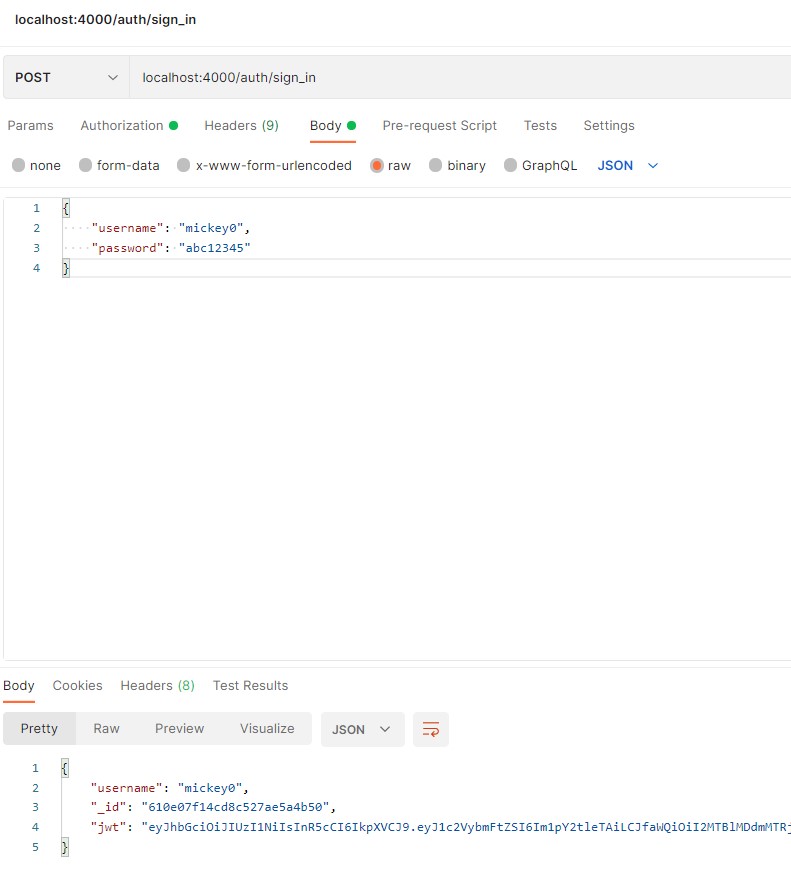 localhost:4000/auth/sign_in
POST localhost:4000/auth/sign_in
Params Authorization Headers (9) Body Pre-request Script Tests Settings
none form-data x-www-form-urlencoded raw binary GraphQL JSON
1 {
2 ····"username":·"mickey0",
3 ····"password":·"abc12345"
4 }
Body Cookies Headers (8) Test Results
Pretty Raw Preview Visualize JSON
1 {
2 "username": "mickey0",
3 "_id": "610e07f14cd8c527ae5a4b50",
4 "jwt": "eyJhbGciOiJIUzI1NiIsInR5cCI6IkpXVCJ9.eyJ1c2VybmFtZSI6Im1pY2tleTAiLCJfaWQiOiI2MTBlMDdmMTRj
5 }